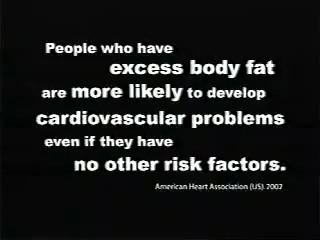 People who have
excess body fat
are more likely to develop
cardiovascular problems
even if they have
no other risk factors.
American Heart Association (US), 2002